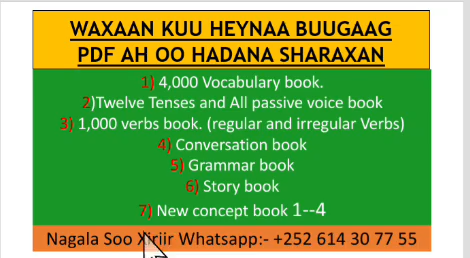 WAXAAN KUU HEYNAA BUUGAAG
PDF AH OO HADANA SHARAXAN
1) 4,000 Vocabulary book.
2)Twelve Tenses and All passive voice book
3) 1,000 verbs book. (regular and irregular Verbs)
4) Conversation book
5) Grammar book
6) Story book
7) New concept book 1--4
Nagala Soo Xiriir Whatsapp:- +252 614 30 77 55